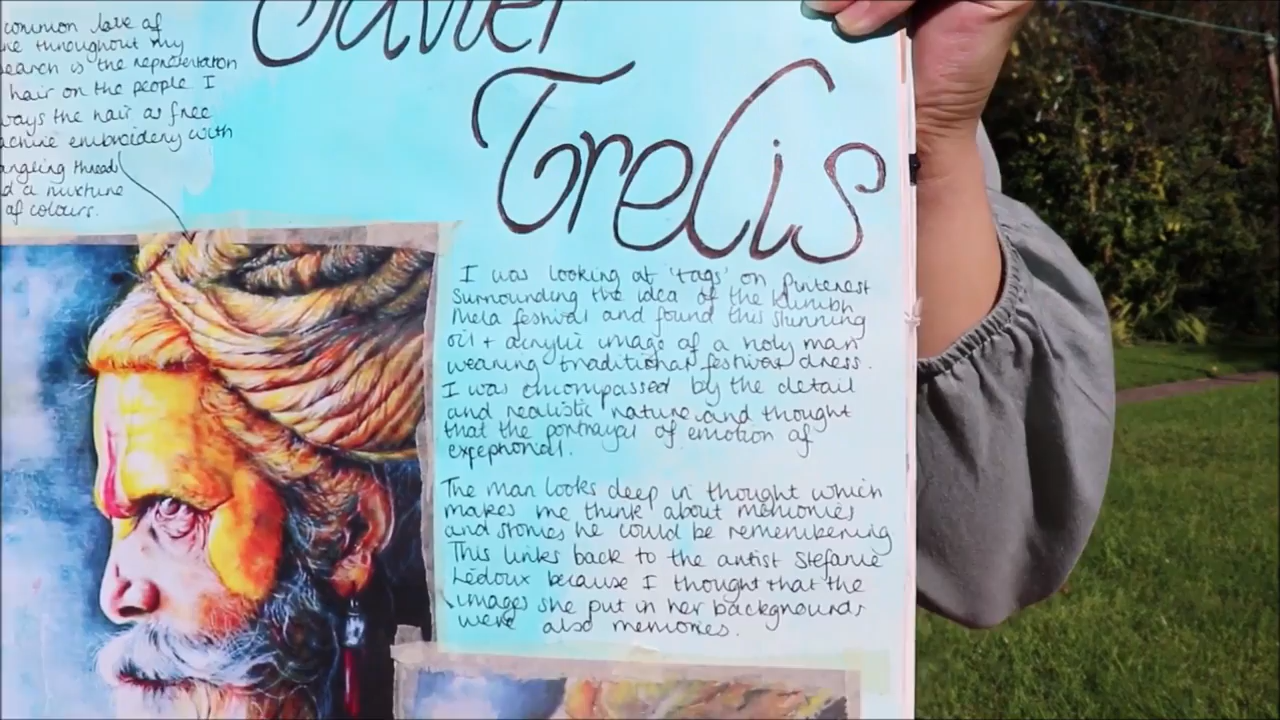 Javier
Trelis
common love of
throughout my
search is the representation
hair on the people I
ways the hair as free
achine embroidery with
angling thread
d a mixture
of colours.
I was looking at 'tags' on Pinterest
surrounding the idea of the Kumbh
Mela festival and found this stunning
oil + acrylic image of a holy man
wearing traditional festival dress.
I was encompassed by the detail
and realistic nature and thought
that the portrayal of emotion of
exceptional.
The man looks deep in thought which
makes me think about memories
and stories he could be remembering
This links back to the artist Stefanie
Lédoux because I thought that the
images she put in her backgrounds
were also memories.